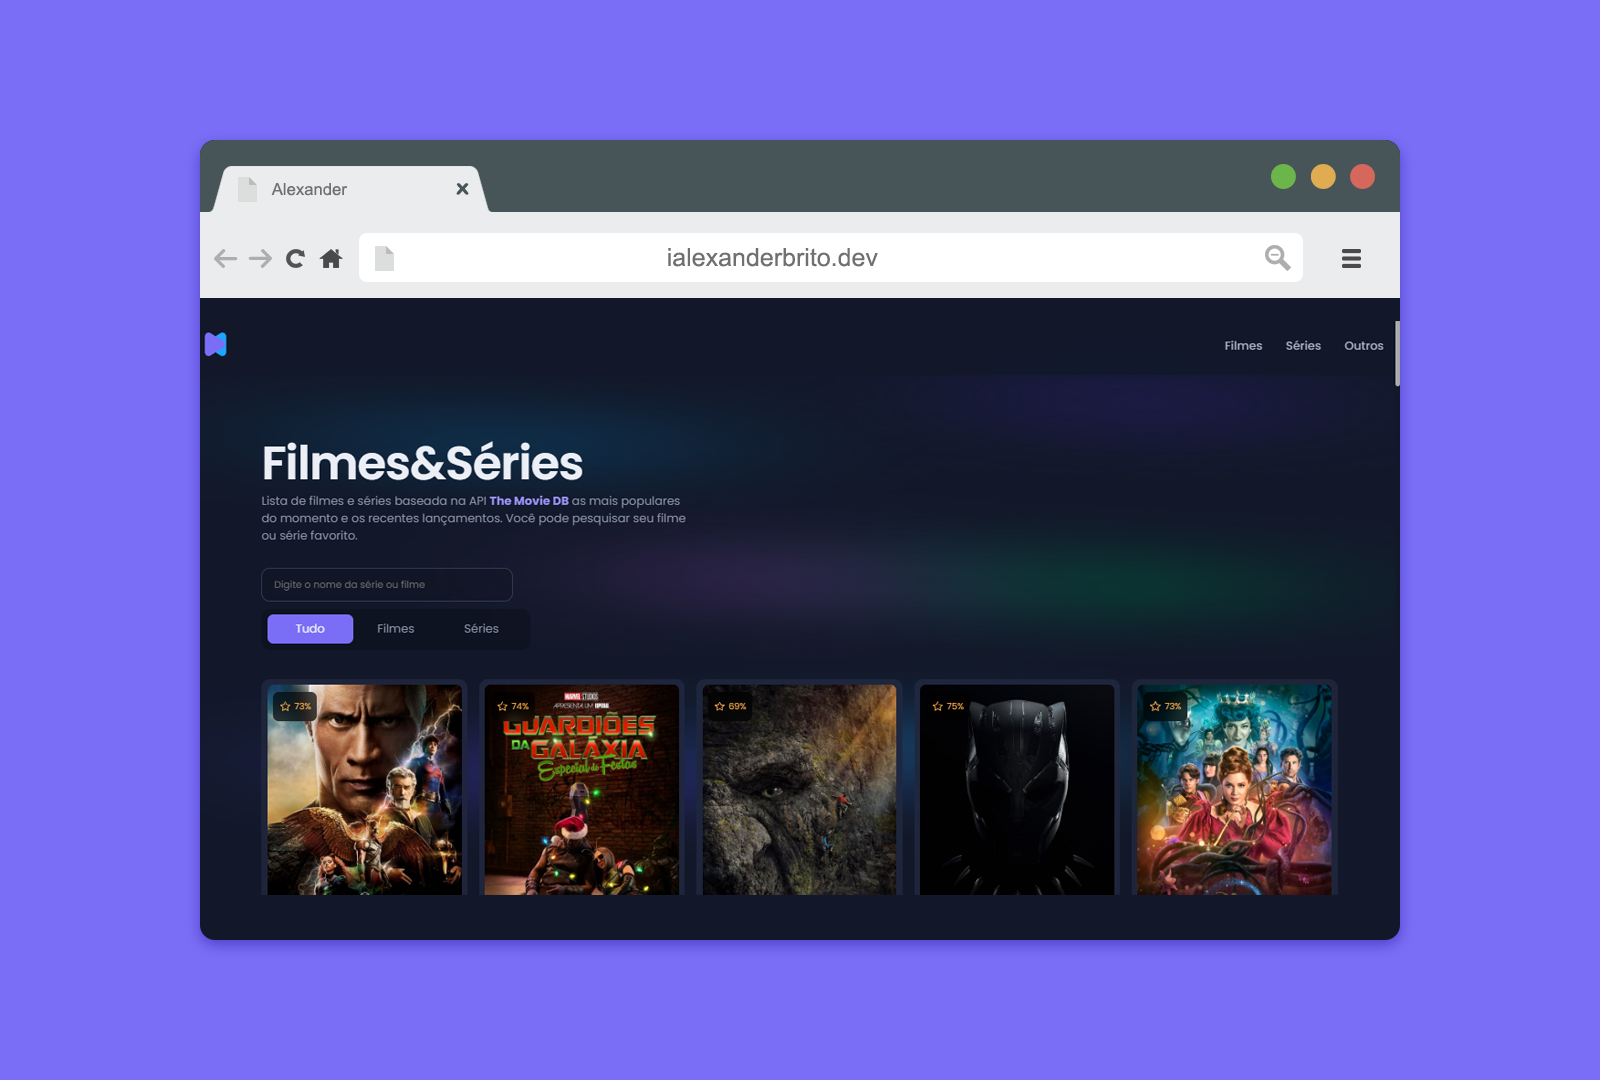 Alexander
ialexanderbrito.dev
Filmes Séries Outros
Filmes&Séries
Lista de filmes e séries baseada na API The Movie DB as mais populares
do momento e os recentes lançamentos. Você pode pesquisar seu filme
ou série favorito.
Digite o nome da série ou filme
Tudo Filmes Séries
73%
74%
69%
75%
73%
MARVEL STUDIOS
APRESENTA UM ESPECIAL
GUARDIÕES
DA GALÁXIA
Especial de Festas